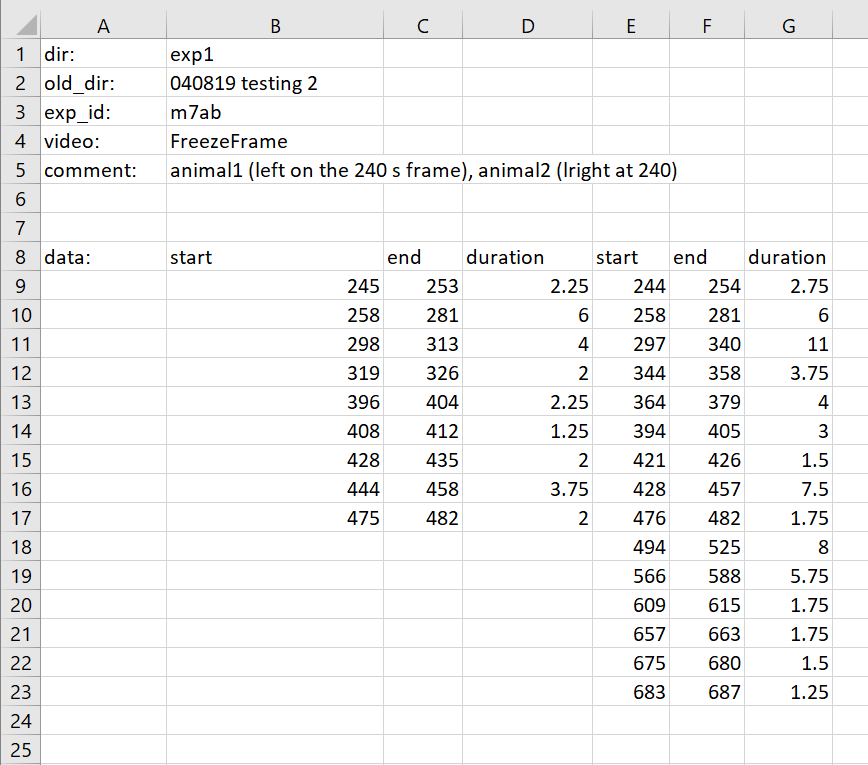 A B C D E F G
1 dir: exp1
2 old_dir: 040819 testing 2
3 exp_id: m7ab
4 video: FreezeFrame
5 comment: animal1 (left on the 240 s frame), animal2 (lright at 240)
6
7
8 data: start end duration start end duration
9 245 253 2.25 244 254 2.75
10 258 281 6 258 281 6
11 298 313 4 297 340 11
12 319 326 2 344 358 3.75
13 396 404 2.25 364 379 4
14 408 412 1.25 394 405 3
15 428 435 2 421 426 1.5
16 444 458 3.75 428 457 7.5
17 475 482 2 476 482 1.75
18 494 525 8
19 566 588 5.75
20 609 615 1.75
21 657 663 1.75
22 675 680 1.5
23 683 687 1.25
24
25